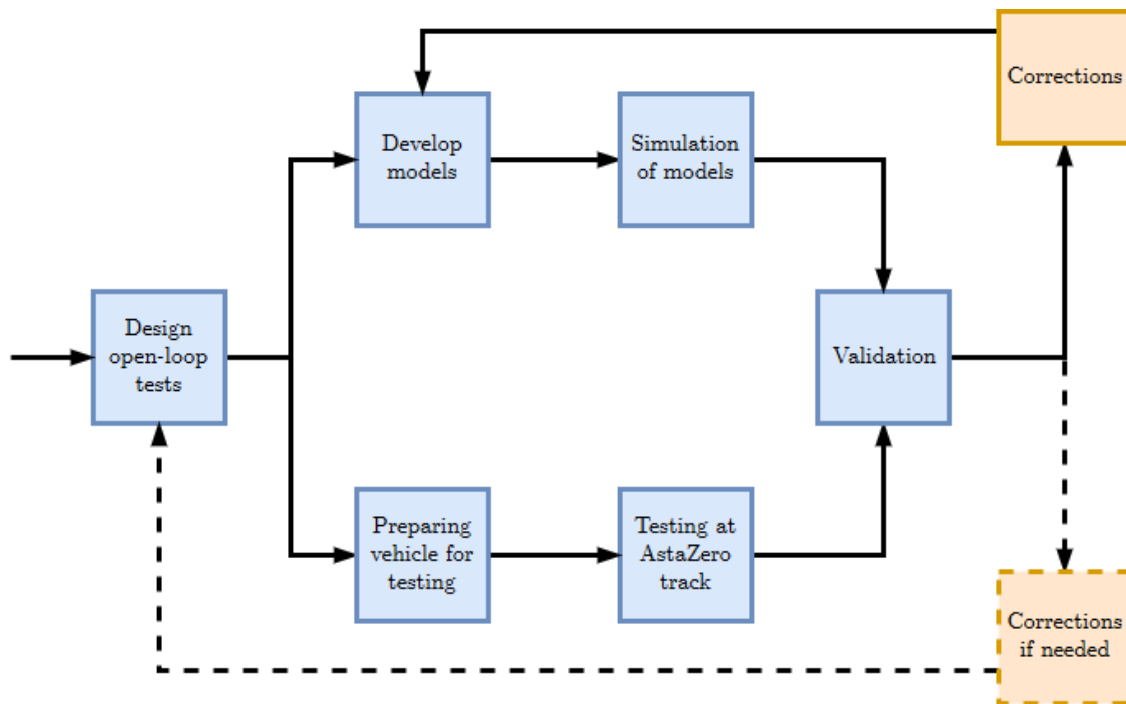 Corrections
Develop
models
Simulation
of models
Design
open-loop
tests
Validation
Preparing
vehicle for
testing
Testing at
AstaZero
track
Corrections
if needed